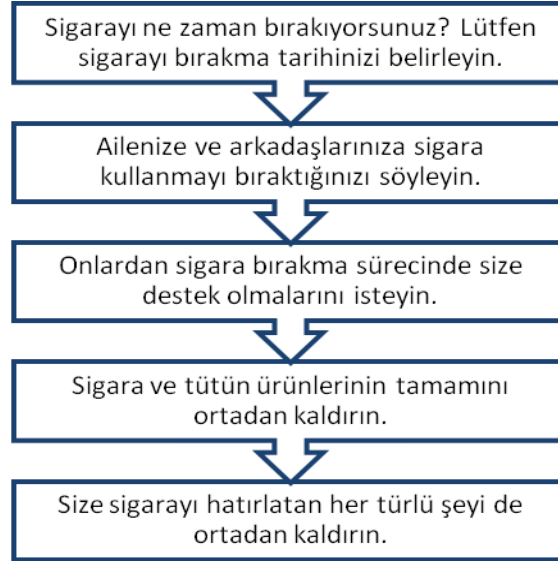 Sigarayı ne zaman bırakıyorsunuz? Lütfen
sigarayı bırakma tarihinizi belirleyin.
Ailenize ve arkadaşlarınıza sigara
kullanmayı bıraktığınızı söyleyin.
Onlardan sigara bırakma sürecinde size
destek olmalarını isteyin.
Sigara ve tütün ürünlerinin tamamını
ortadan kaldırın.
Size sigarayı hatırlatan her türlü şeyi de
ortadan kaldırın.